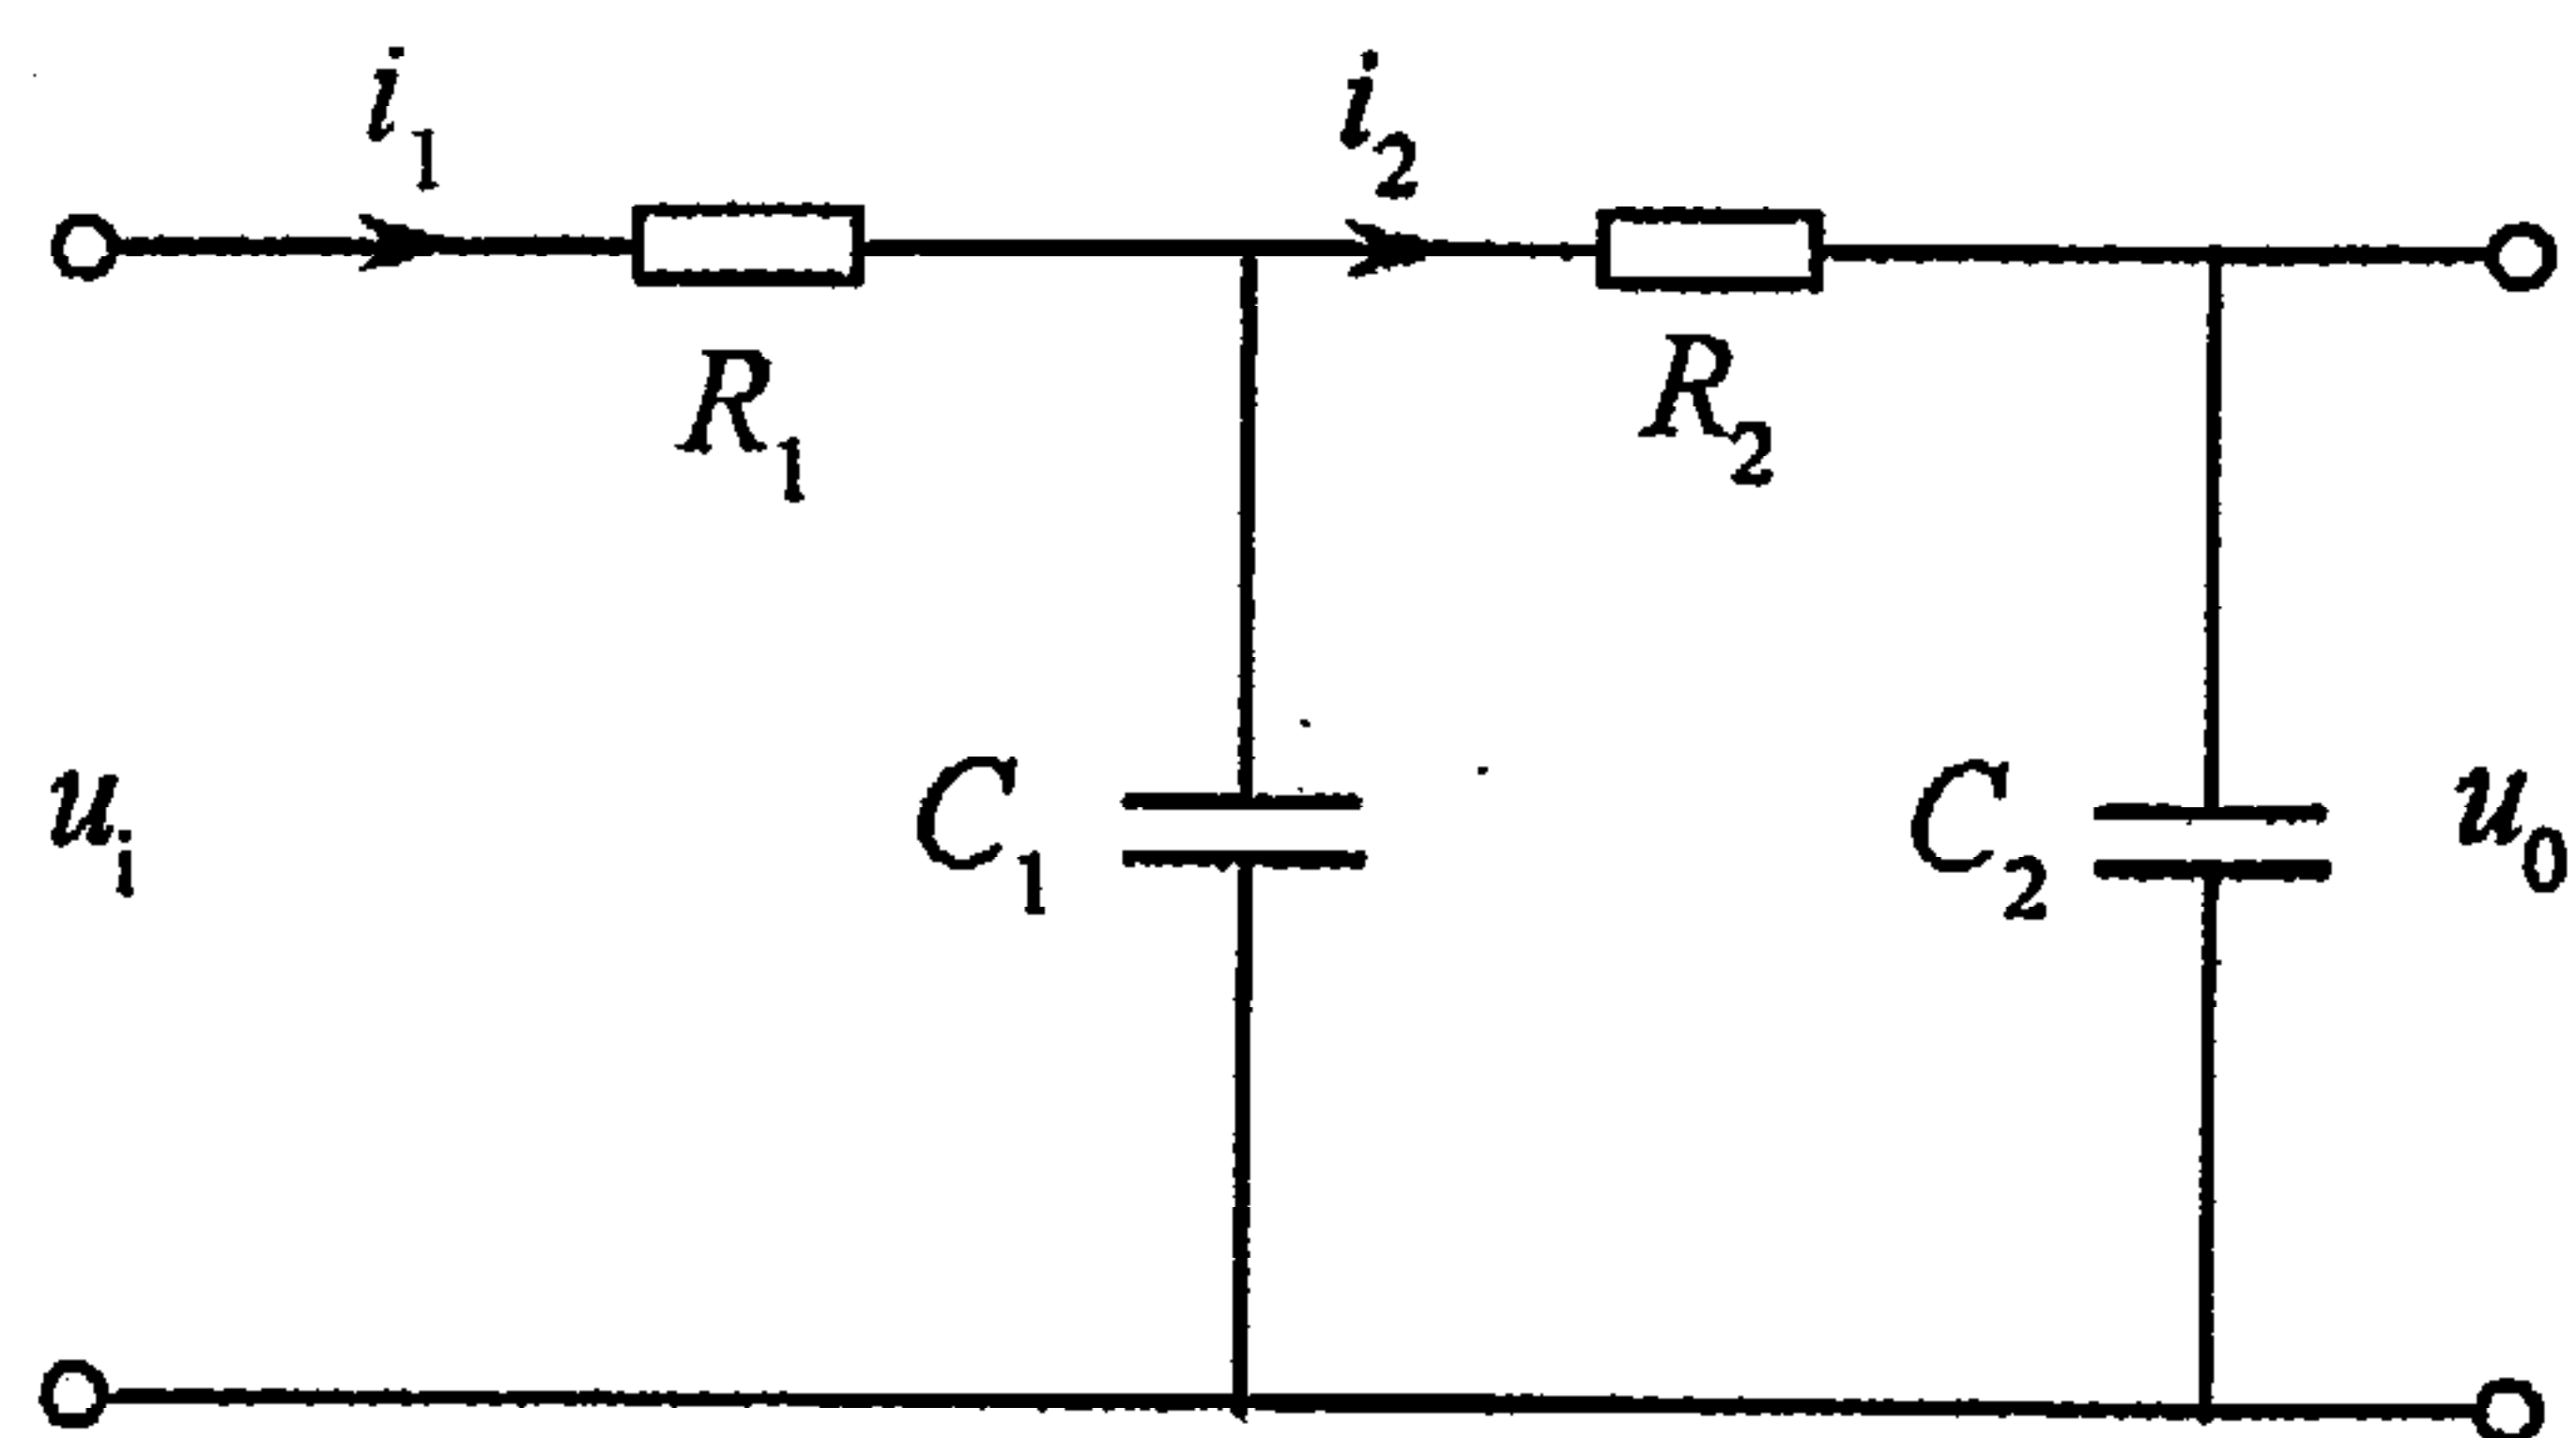 i₁ i₂
R₁ R₂
uᵢ C₁ C₂ u₀